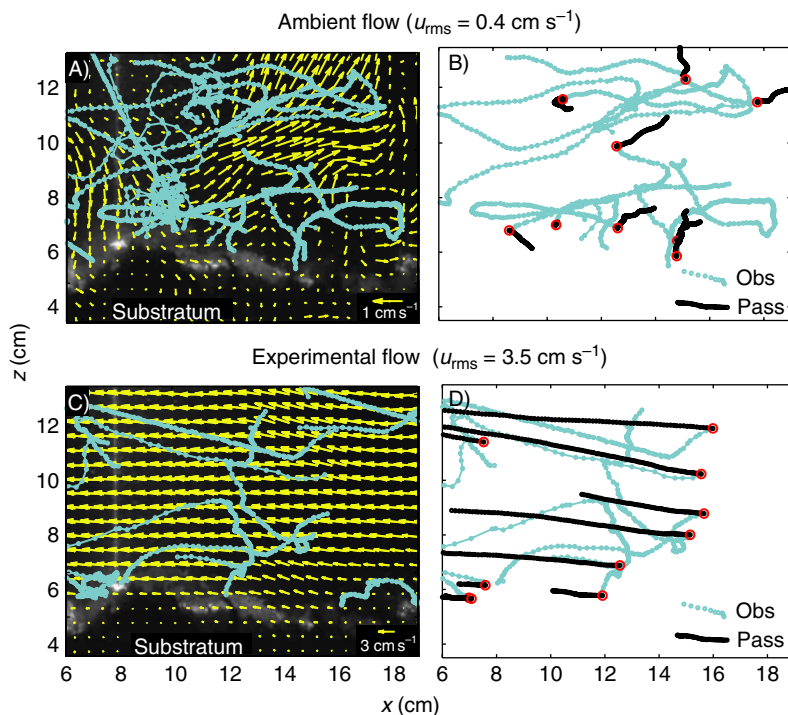 Ambient flow (u_rms = 0.4 cm s⁻¹)
A)
B)
12
10
8
6
4
Substratum
1 cm s⁻¹
Obs
Pass
z (cm)
Experimental flow (u_rms = 3.5 cm s⁻¹)
C)
D)
12
10
8
6
4
Substratum
3 cm s⁻¹
Obs
Pass
6 8 10 12 14 16 18 6 8 10 12 14 16 18
x (cm)